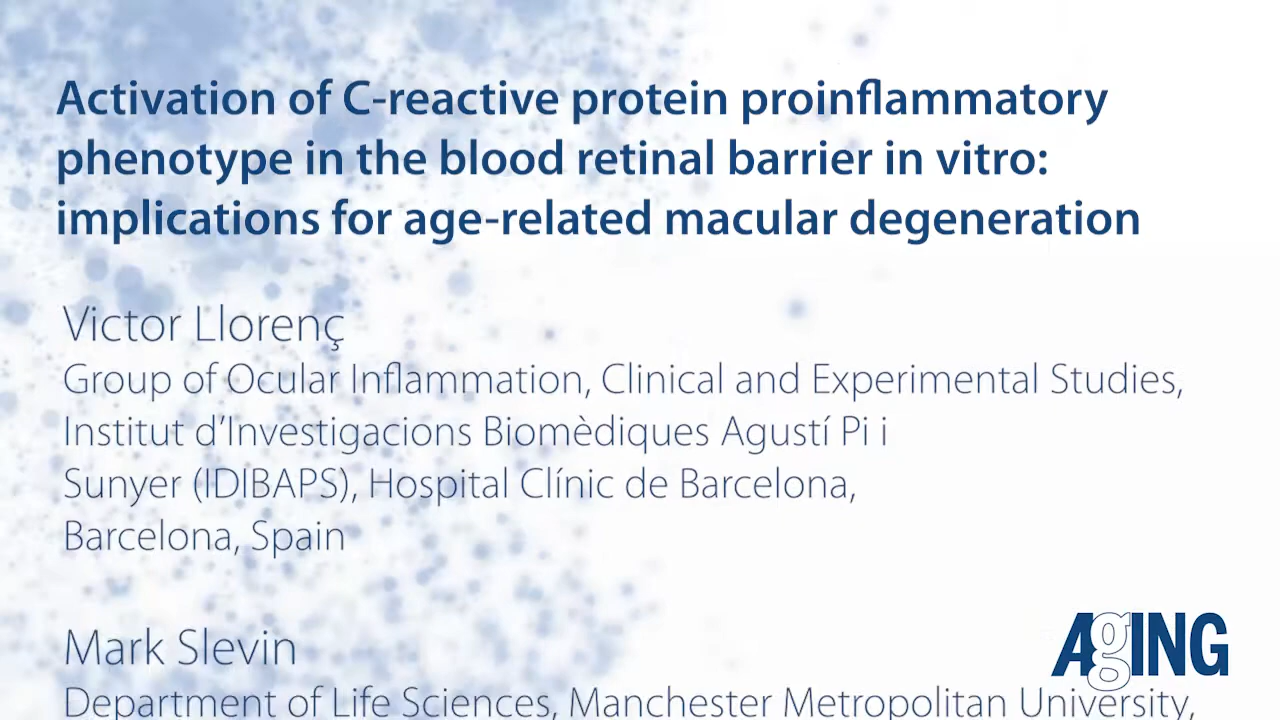 Activation of C-reactive protein proinflammatory
phenotype in the blood retinal barrier in vitro:
implications for age-related macular degeneration
Victor Llorenç
Group of Ocular Inflammation, Clinical and Experimental Studies,
Institut d’Investigacions Biomèdiques Agustí Pi i
Sunyer (IDIBAPS), Hospital Clínic de Barcelona,
Barcelona, Spain
Mark Slevin
Department of Life Sciences, Manchester Metropolitan University,
AgING